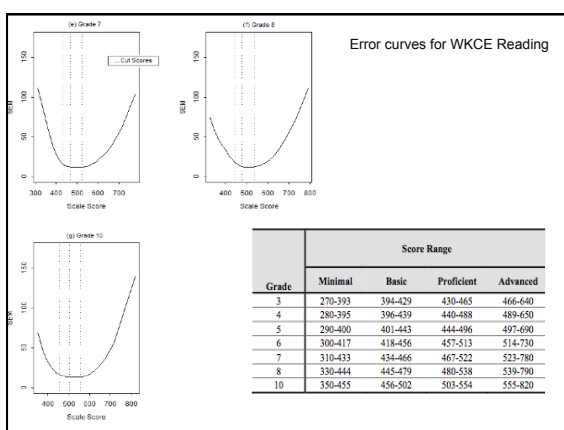 (e) Grade 7
(f) Grade 8
Error curves for WKCE Reading
SEM
0 50 100 150
...Cut Scores
300 400 500 600 700
Scale Score
SEM
0 50 100 150
400 500 600 700 800
Scale Score
(g) Grade 10
SEM
0 50 100 150
400 500 600 700 800
Scale Score
Score Range
Grade Minimal Basic Proficient Advanced
3 270-393 394-429 430-465 466-640
4 280-395 396-439 440-488 489-650
5 290-400 401-443 444-496 497-690
6 300-417 418-456 457-513 514-730
7 310-433 434-466 467-522 523-780
8 330-444 445-479 480-538 539-790
10 350-455 456-502 503-554 555-820